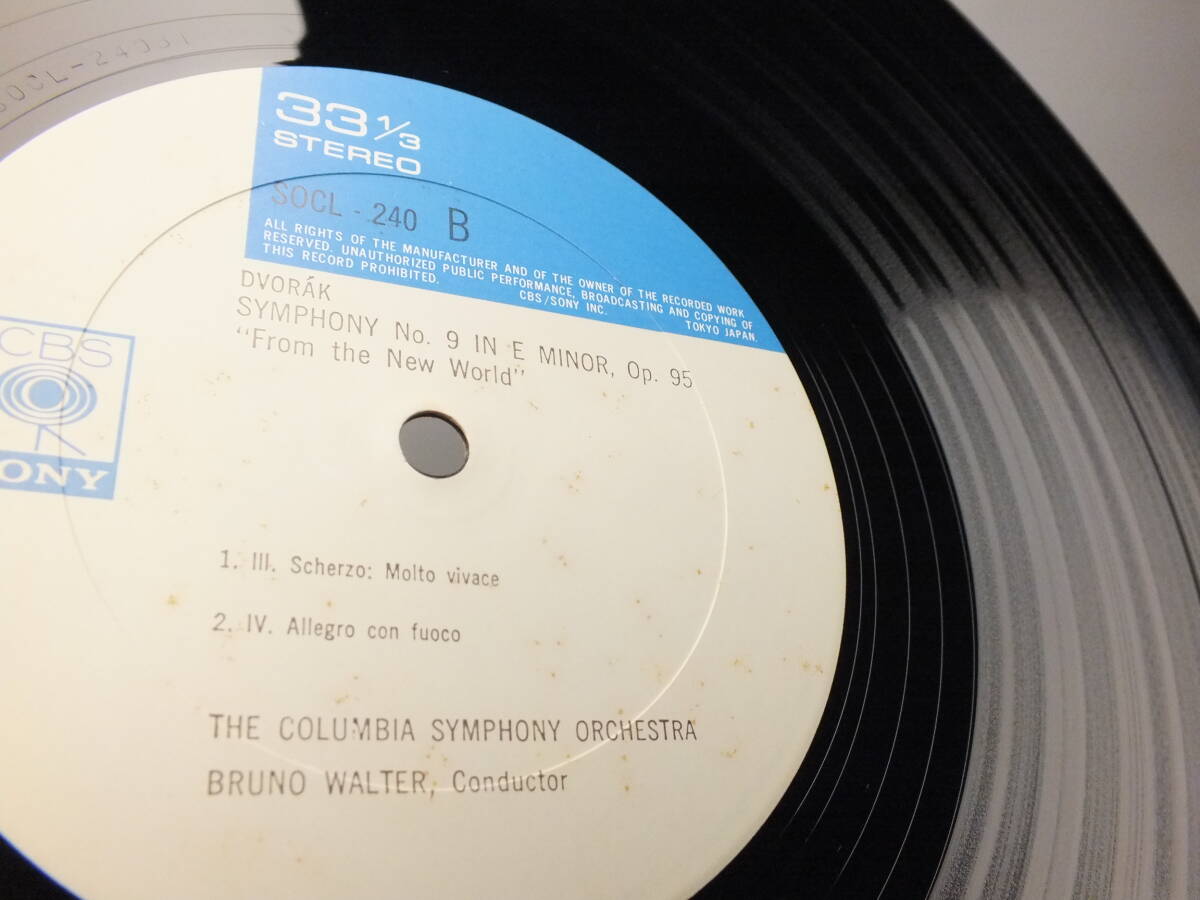 33 1/3
STEREO
SOCL - 240 B
ALL RIGHTS OF THE MANUFACTURER AND OF THE OWNER OF THE RECORDED WORK
RESERVED. UNAUTHORIZED PUBLIC PERFORMANCE, BROADCASTING AND COPYING OF
THIS RECORD PROHIBITED. CBS/SONY INC. TOKYO JAPAN.
DVORÁK
SYMPHONY No. 9 IN E MINOR, Op. 95
"From the New World"
CBS
ONY
1. III. Scherzo: Molto vivace
2. IV. Allegro con fuoco
THE COLUMBIA SYMPHONY ORCHESTRA
BRUNO WALTER, Conductor